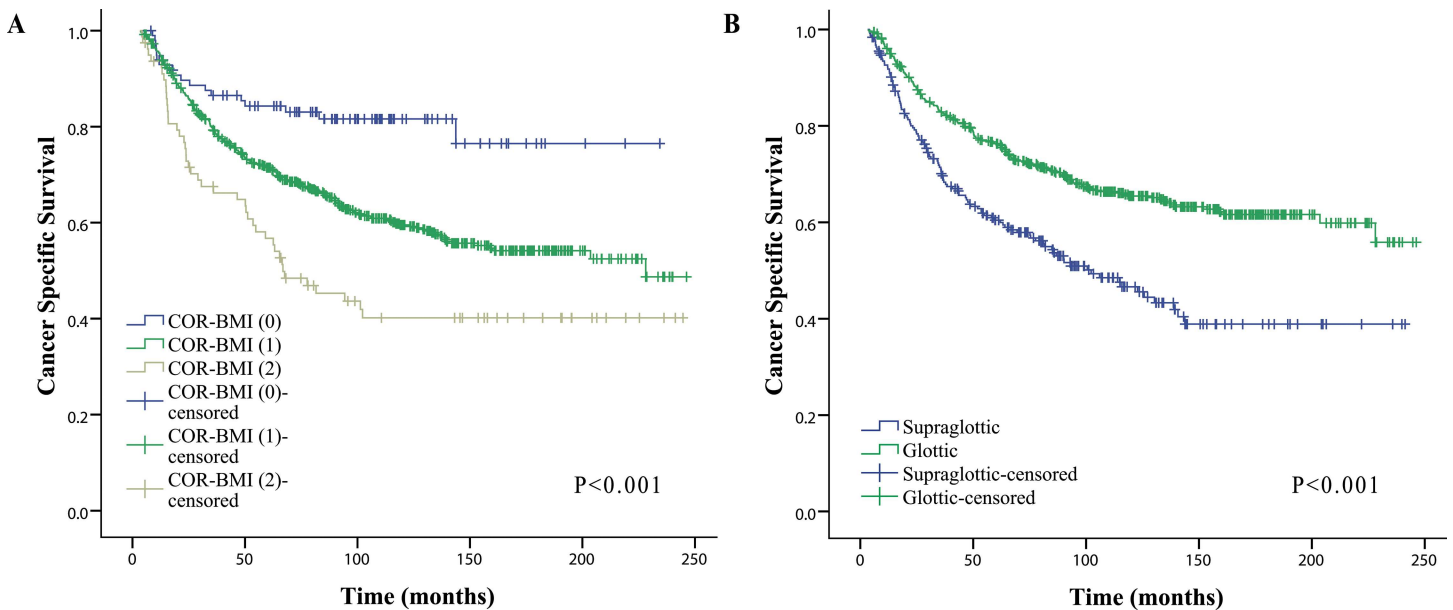 A
Cancer Specific Survival
1.0
0.8
0.6
0.4
0.2
0.0
COR-BMI (0)
COR-BMI (1)
COR-BMI (2)
COR-BMI (0)-
censored
COR-BMI (1)-
censored
COR-BMI (2)-
censored
P<0.001
0 50 100 150 200 250
Time (months)
B
Cancer Specific Survival
1.0
0.8
0.6
0.4
0.2
0.0
Supraglottic
Glottic
Supraglottic-censored
Glottic-censored
P<0.001
0 50 100 150 200 250
Time (months)